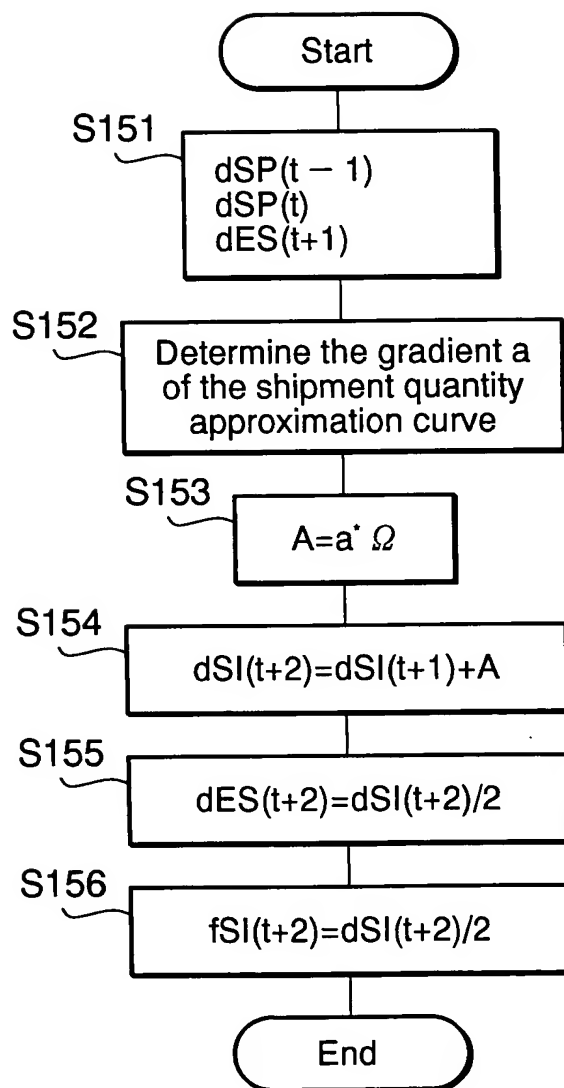 Start
S151
dSP(t − 1)
dSP(t)
dES(t+1)
S152
Determine the gradient a
of the shipment quantity
approximation curve
S153
A=a* Ω
S154
dSI(t+2)=dSI(t+1)+A
S155
dES(t+2)=dSI(t+2)/2
S156
fSI(t+2)=dSI(t+2)/2
End